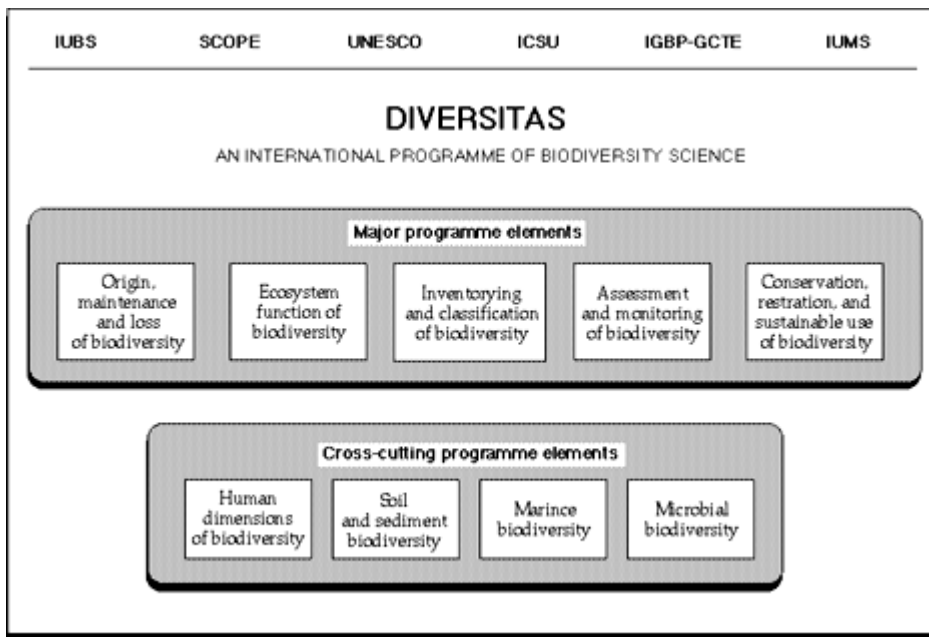 IUBS SCOPE UNESCO ICSU IGBP-GCTE IUMS
DIVERSITAS
AN INTERNATIONAL PROGRAMME OF BIODIVERSITY SCIENCE
Major programme elements
Origin,
maintenance
and loss
of biodiversity
Ecosystem
function of
biodiversity
Inventorying
and classification
of biodiversity
Assessment
and monitoring
of biodiversity
Conservation,
restration, and
sustainable use
of biodiversity
Cross-cutting programme elements
Human
dimensions
of biodiversity
Soil
and sediment
biodiversity
Marince
biodiversity
Microbial
biodiversity